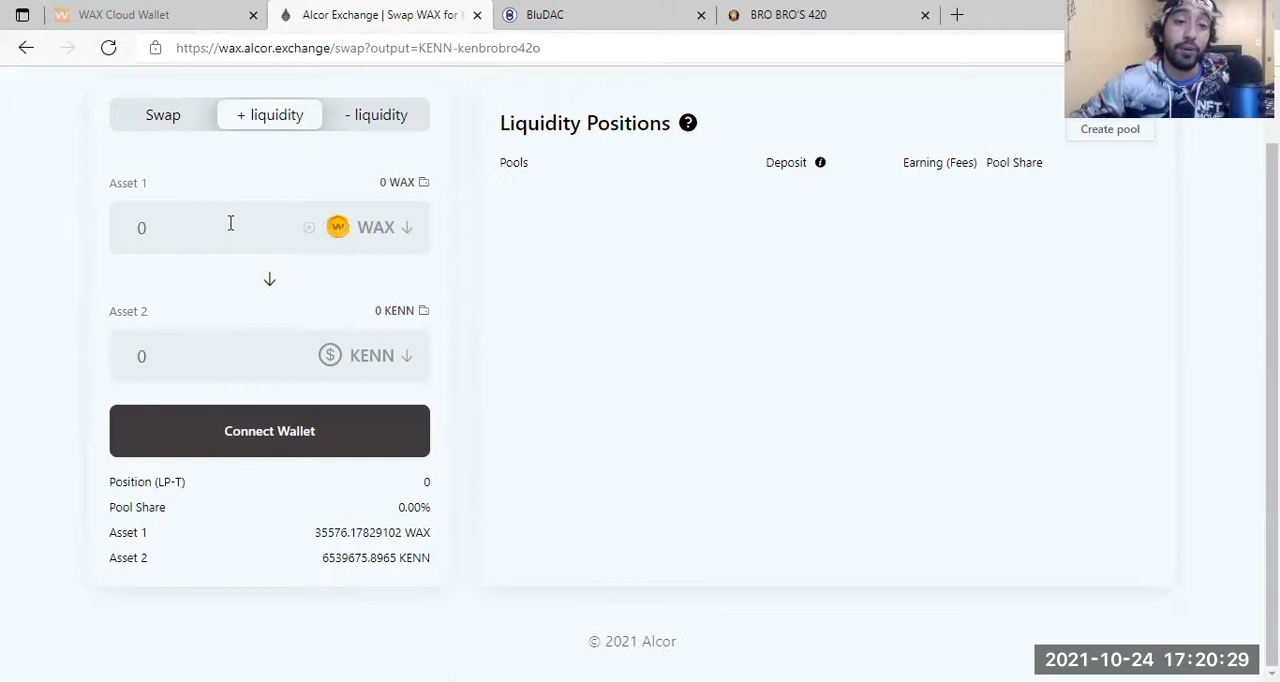 WAX Cloud Wallet
Alcor Exchange | Swap WAX for
BluDAC
BRO BRO'S 420
https://wax.alcor.exchange/swap?output=KENN-kenbrobro42o
Swap
+ liquidity
- liquidity
Asset 1
0 WAX
0
WAX
Asset 2
0 KENN
0
KENN
Connect Wallet
Position (LP-T)
0
Pool Share
0.00%
Asset 1
35576.17829102 WAX
Asset 2
6539675.8965 KENN
Liquidity Positions
Create pool
Pools
Deposit
Earning (Fees)
Pool Share
© 2021 Alcor
NFT
2021-10-24 17:20:29